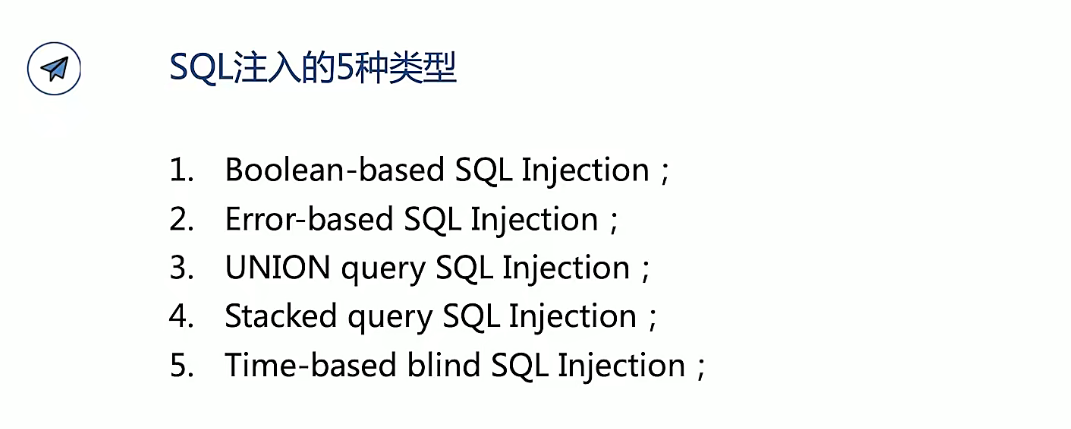 SQL注入的5种类型
1. Boolean-based SQL Injection；
2. Error-based SQL Injection；
3. UNION query SQL Injection；
4. Stacked query SQL Injection；
5. Time-based blind SQL Injection；